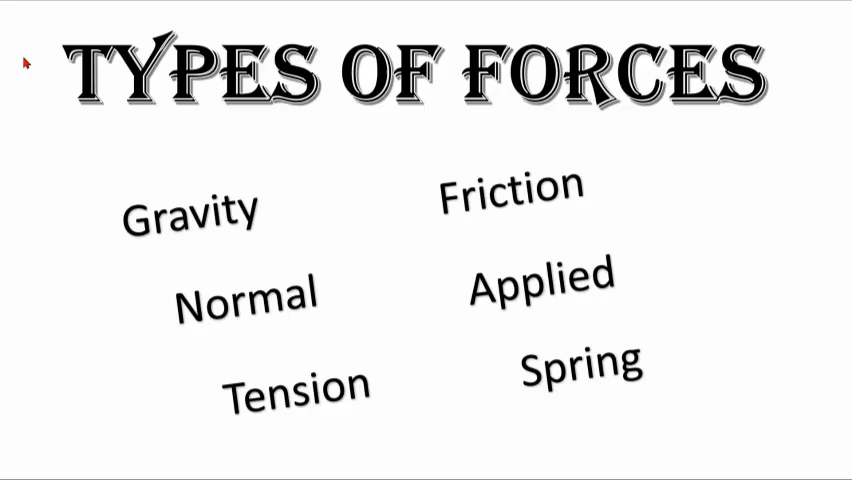 TYPES OF FORCES
Gravity
Normal
Tension
Friction
Applied
Spring